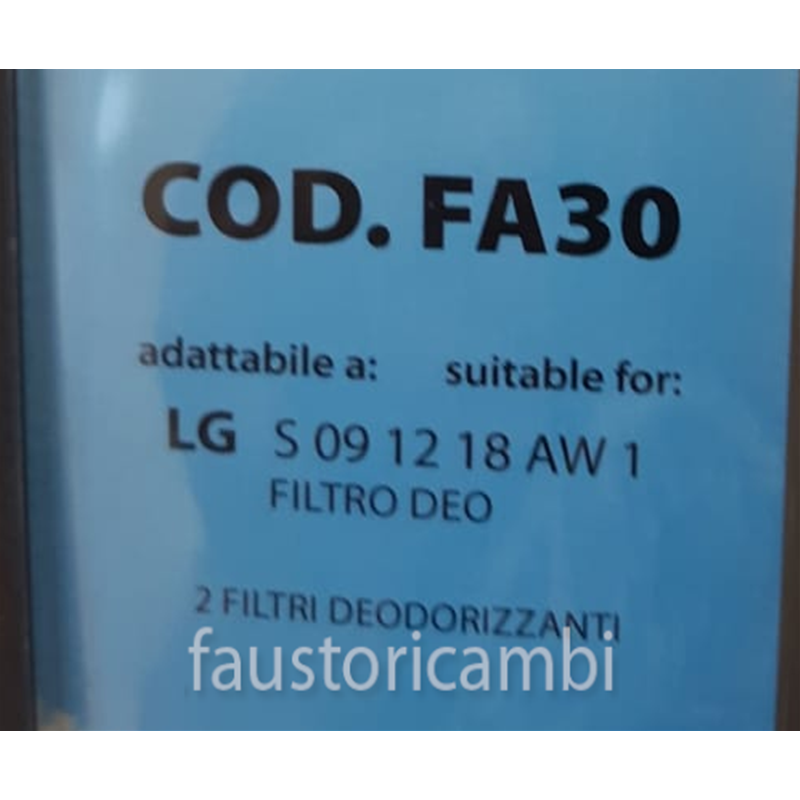 COD. FA30
adattabile a: suitable for:
LG S 09 12 18 AW 1
FILTRO DEO
2 FILTRI DEODORIZZANTI
faustoricambi